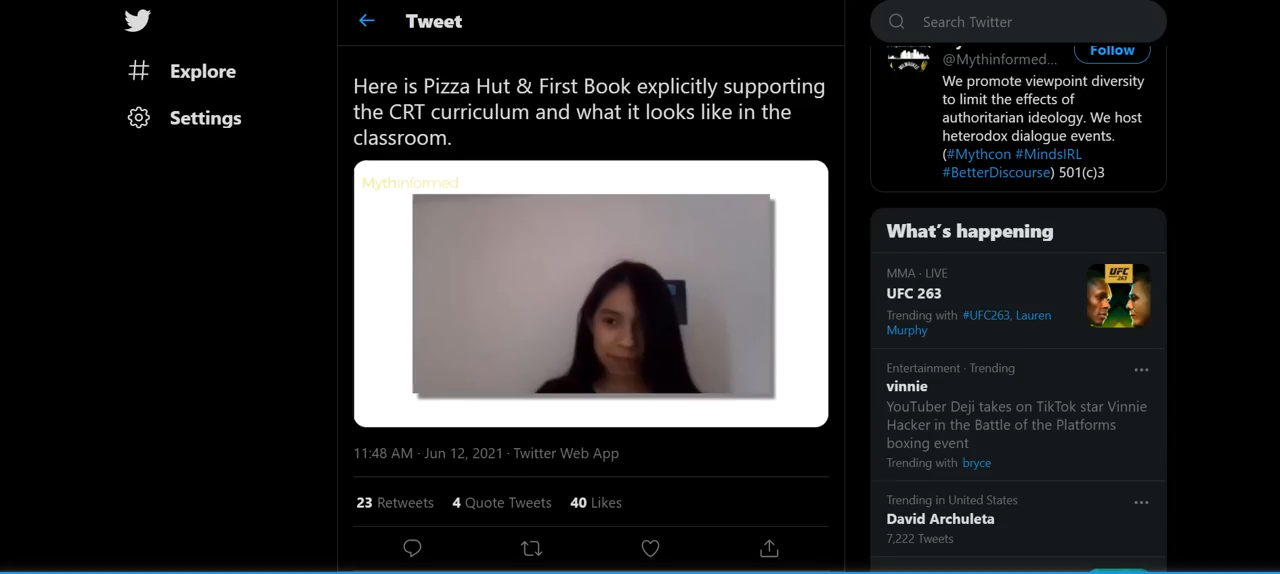 Explore
Settings
Tweet
Here is Pizza Hut & First Book explicitly supporting
the CRT curriculum and what it looks like in the
classroom.
Mythinformed
11:48 AM · Jun 12, 2021 · Twitter Web App
23 Retweets 4 Quote Tweets 40 Likes
Search Twitter
@Mythinformed...
Follow
We promote viewpoint diversity
to limit the effects of
authoritarian ideology. We host
heterodox dialogue events.
(#Mythcon #MindsIRL
#BetterDiscourse) 501(c)3
What's happening
MMA · LIVE
UFC 263
Trending with #UFC263, Lauren
Murphy
UFC
263
Entertainment · Trending
vinnie
YouTuber Deji takes on TikTok star Vinnie
Hacker in the Battle of the Platforms
boxing event
Trending with bryce
Trending in United States
David Archuleta
7,222 Tweets